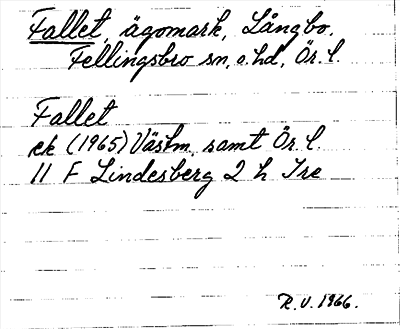 Fallet, ägomark, Långbo,
Fellingsbro sn, o. hd, Ör. l.
Fallet
ek (1965) Västm. samt Ör. l.
11 F Lindesberg 2 h Tre
R. V. 1966.